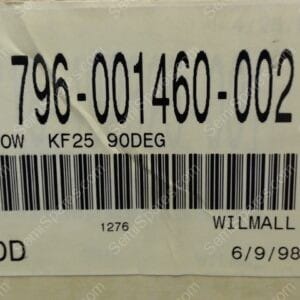 796-001460-002
OW KF25 90DEG
1276 WILMALL
OD 6/9/98